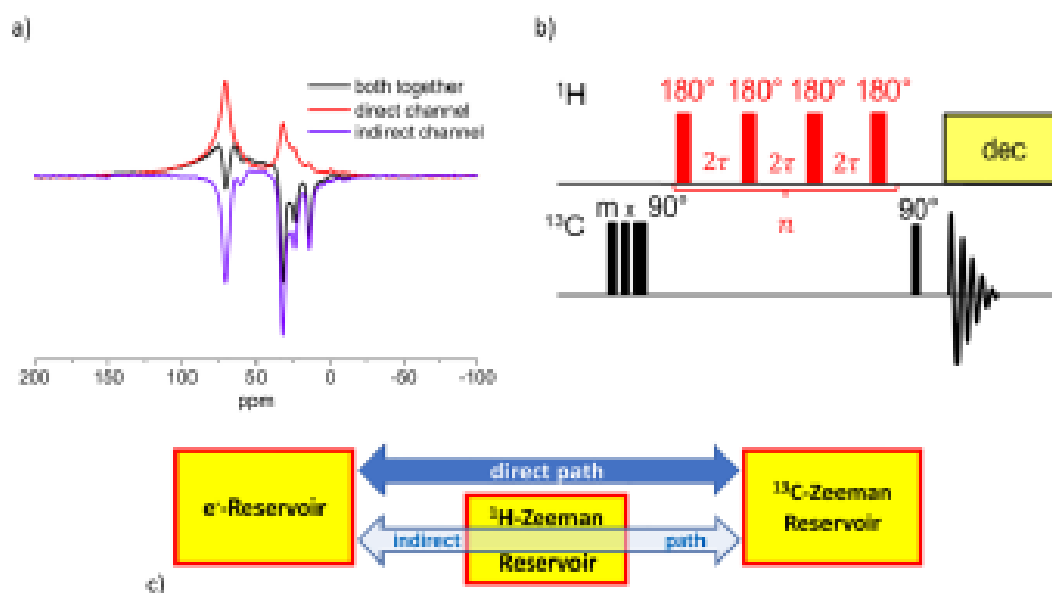 a)
both together
direct channel
indirect channel
200 150 100 50 0 -50 -100
ppm
b)
¹H
180° 180° 180° 180°
2τ 2τ 2τ
dec
n
¹³C
m x 90°
90°
direct path
e⁻-Reservoir
¹H-Zeeman
Reservoir
indirect path
¹³C-Zeeman
Reservoir
c)